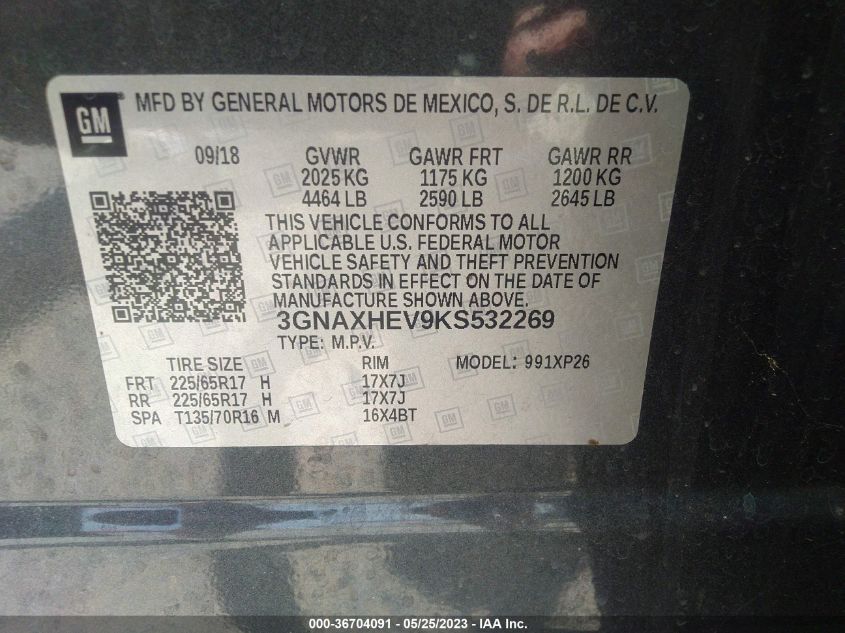 GM
MFD BY GENERAL MOTORS DE MEXICO, S. DE R.L. DE C.V.
09/18 GVWR GAWR FRT GAWR RR
2025 KG 1175 KG 1200 KG
4464 LB 2590 LB 2645 LB
THIS VEHICLE CONFORMS TO ALL
APPLICABLE U.S. FEDERAL MOTOR
VEHICLE SAFETY AND THEFT PREVENTION
STANDARDS IN EFFECT ON THE DATE OF
MANUFACTURE SHOWN ABOVE.
3GNAXHEV9KS532269
TYPE: M.P.V.
TIRE SIZE RIM MODEL: 991XP26
FRT 225/65R17 H 17X7J
RR 225/65R17 H 17X7J
SPA T135/70R16 M 16X4BT
000-36704091 - 05/25/2023 - IAA Inc.